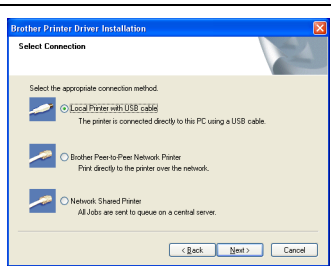 Brother Printer Driver Installation
Select Connection
Select the appropriate connection method.
Local Printer with USB cable
The printer is connected directly to this PC using a USB cable.
Brother Peer-to-Peer Network Printer
Print directly to the printer over the network.
Network Shared Printer
All Jobs are sent to queue on a central server.
< Back Next > Cancel